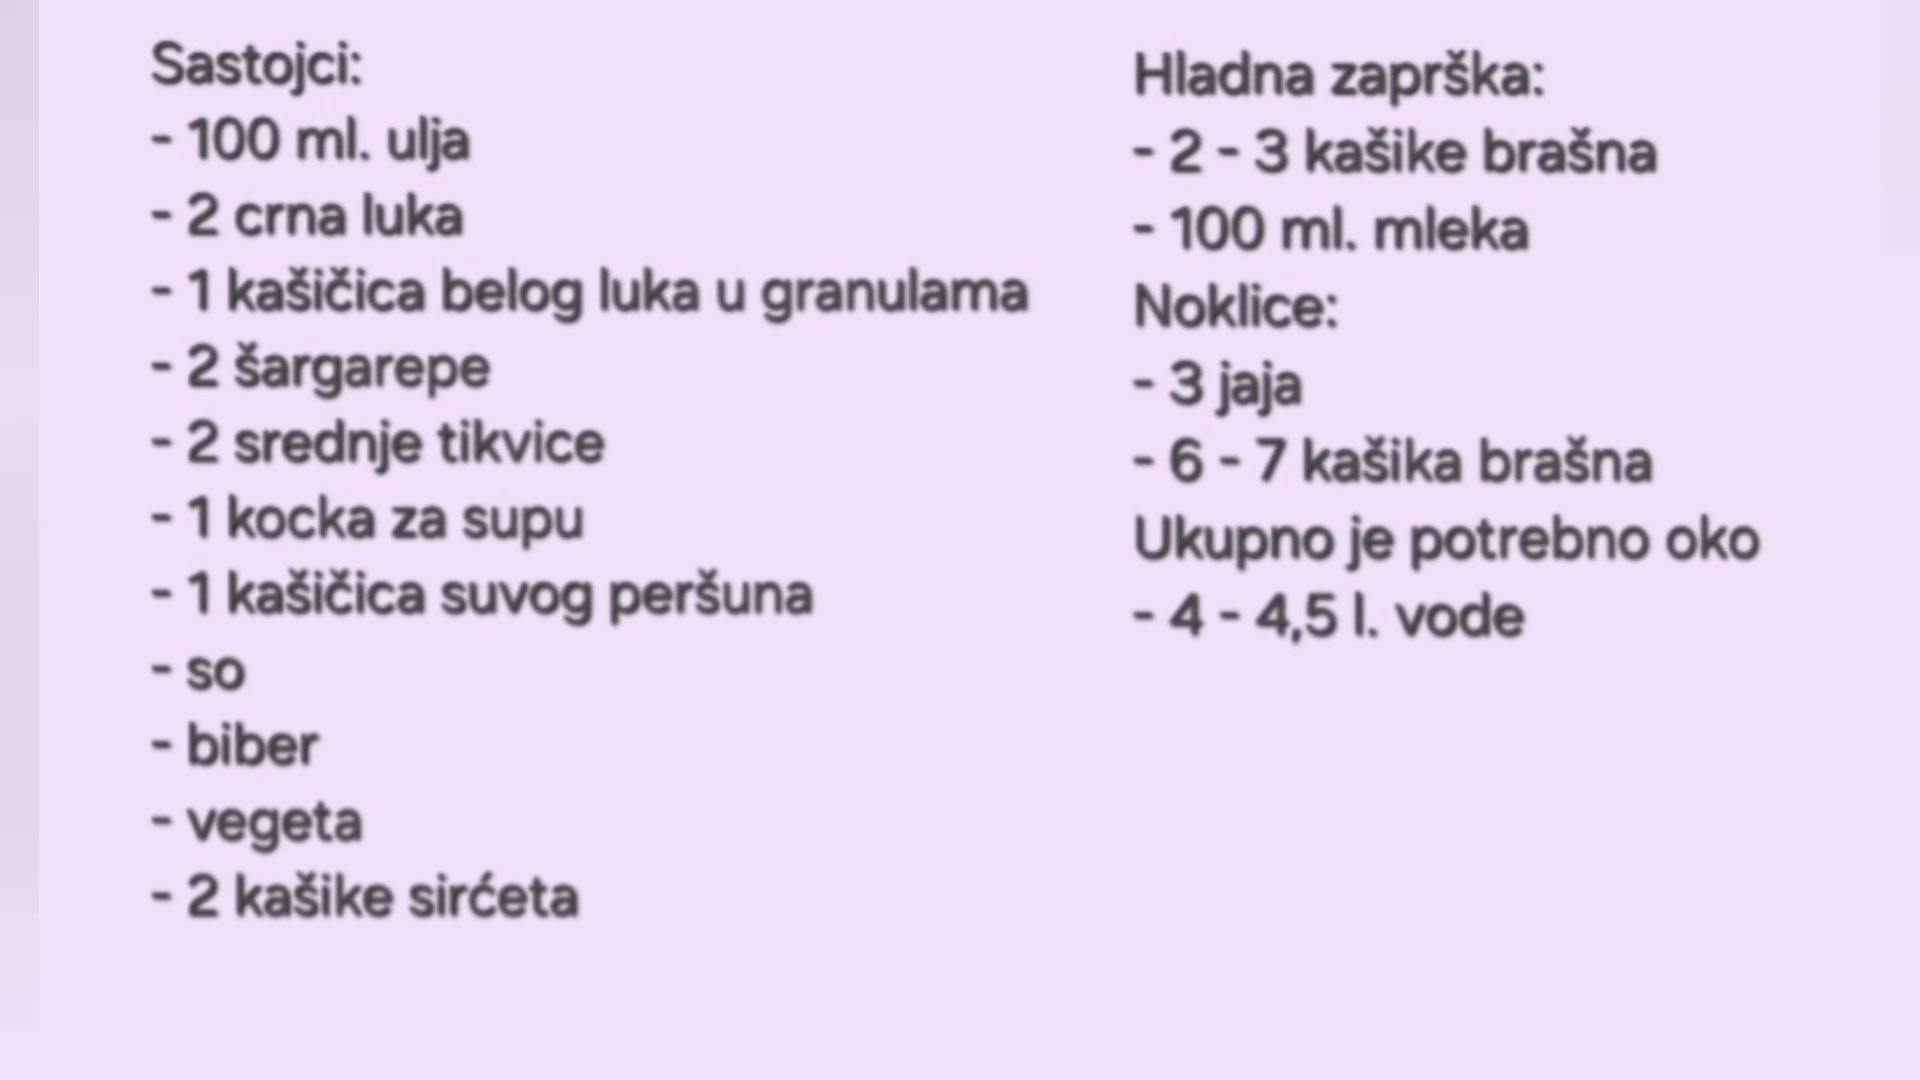 Sastojci:
- 100 ml. ulja
- 2 crna luka
- 1 kašičica belog luka u granulama
- 2 šargarepe
- 2 srednje tikvice
- 1 kocka za supu
- 1 kašičica suvog peršuna
- so
- biber
- vegeta
- 2 kašike sirćeta
Hladna zaprška:
- 2 - 3 kašike brašna
- 100 ml. mleka
Noklice:
- 3 jaja
- 6 - 7 kašika brašna
Ukupno je potrebno oko
- 4 - 4,5 l. vode